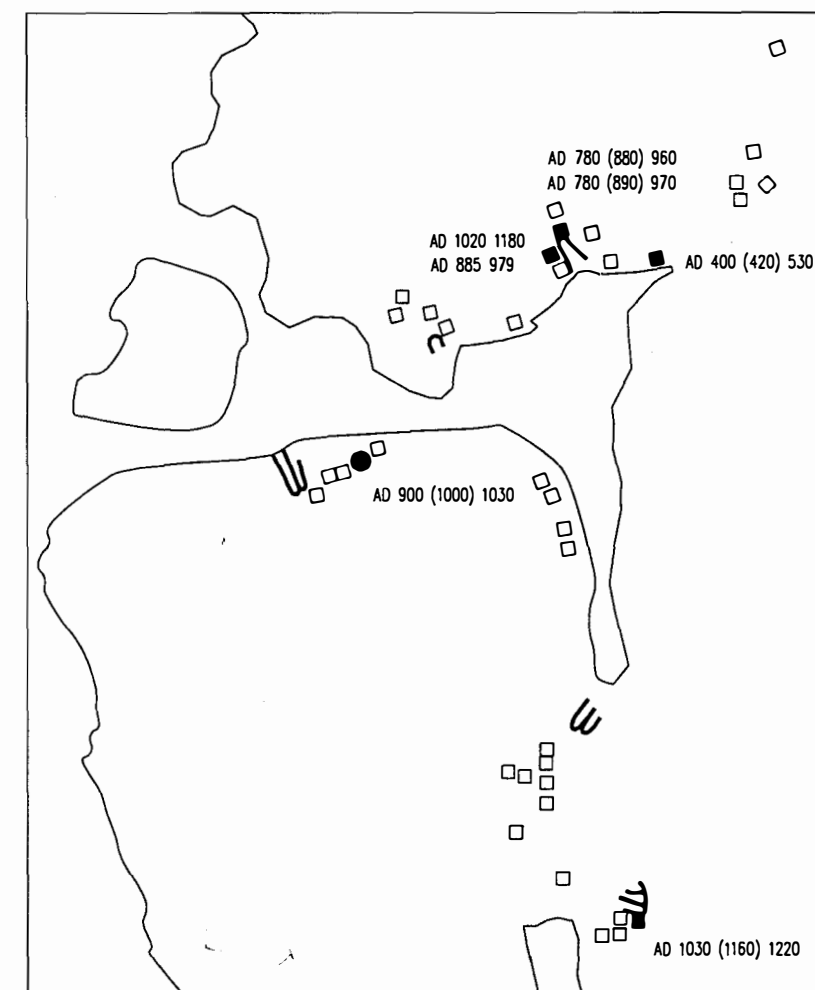 AD 780 (880) 960
AD 780 (890) 970
AD 1020 1180
AD 885 979
AD 400 (420) 530
AD 900 (1000) 1030
AD 1030 (1160) 1220